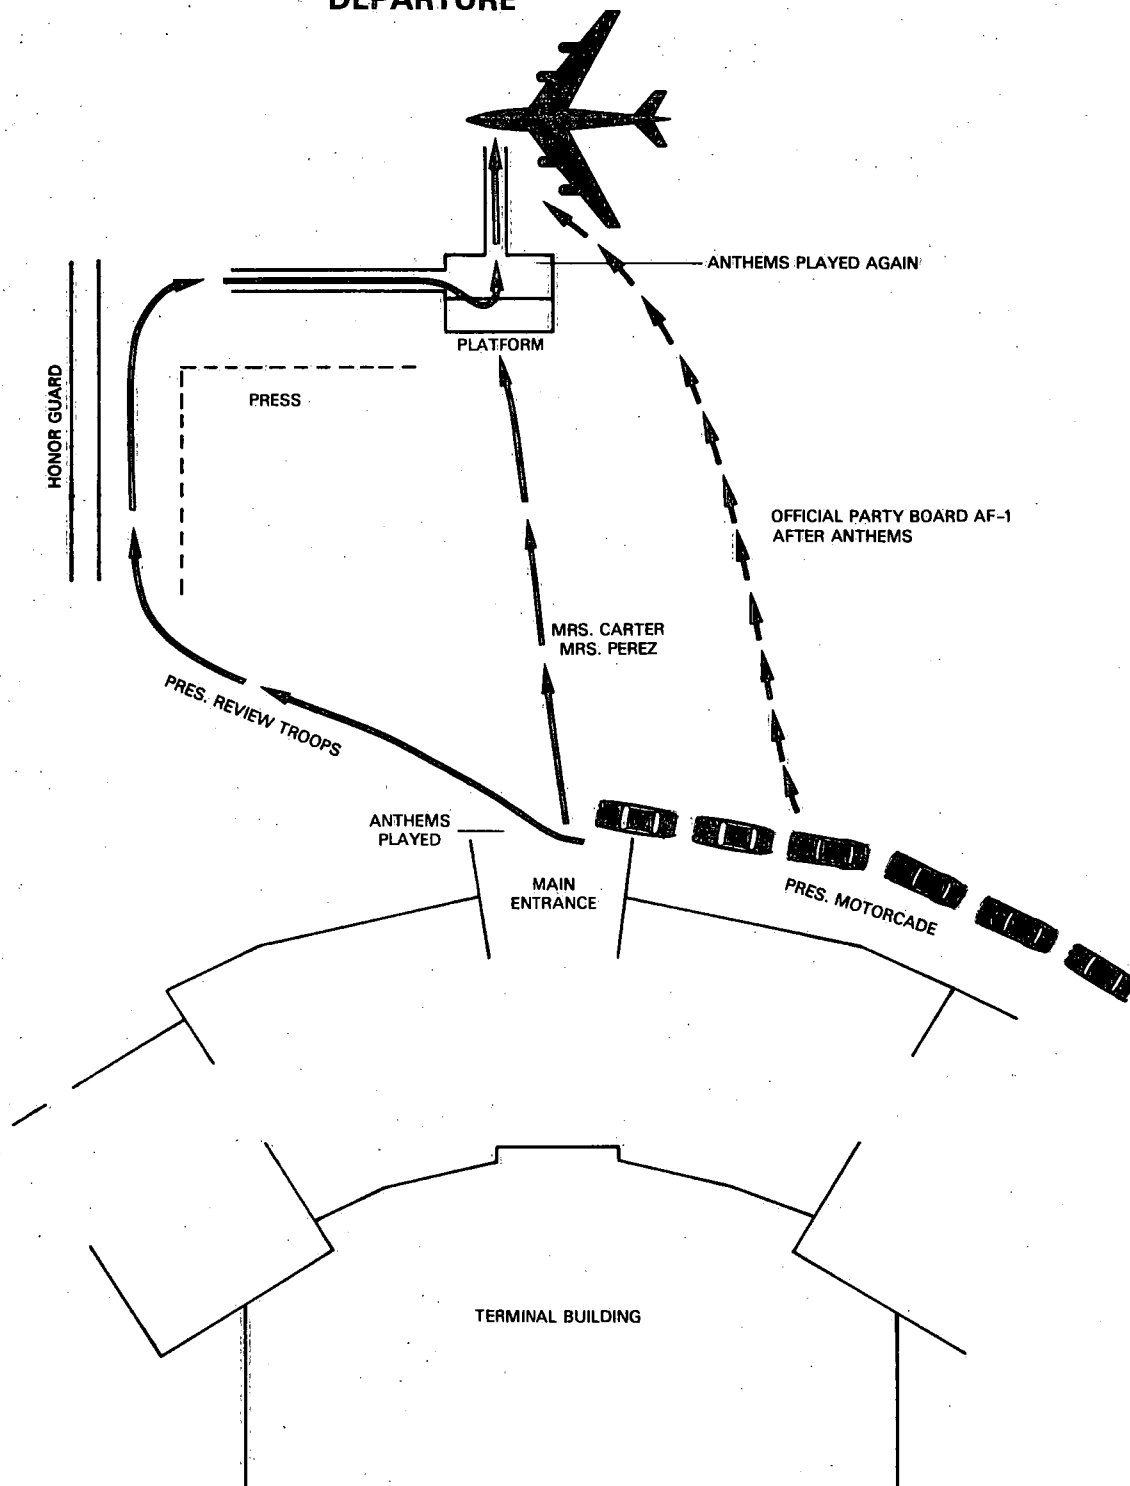 DEPARTURE
ANTHEMS PLAYED AGAIN
PLATFORM
HONOR GUARD
PRESS
OFFICIAL PARTY BOARD AF-1
AFTER ANTHEMS
MRS. CARTER
MRS. PEREZ
PRES. REVIEW TROOPS
ANTHEMS
PLAYED
MAIN
ENTRANCE
PRES. MOTORCADE
TERMINAL BUILDING